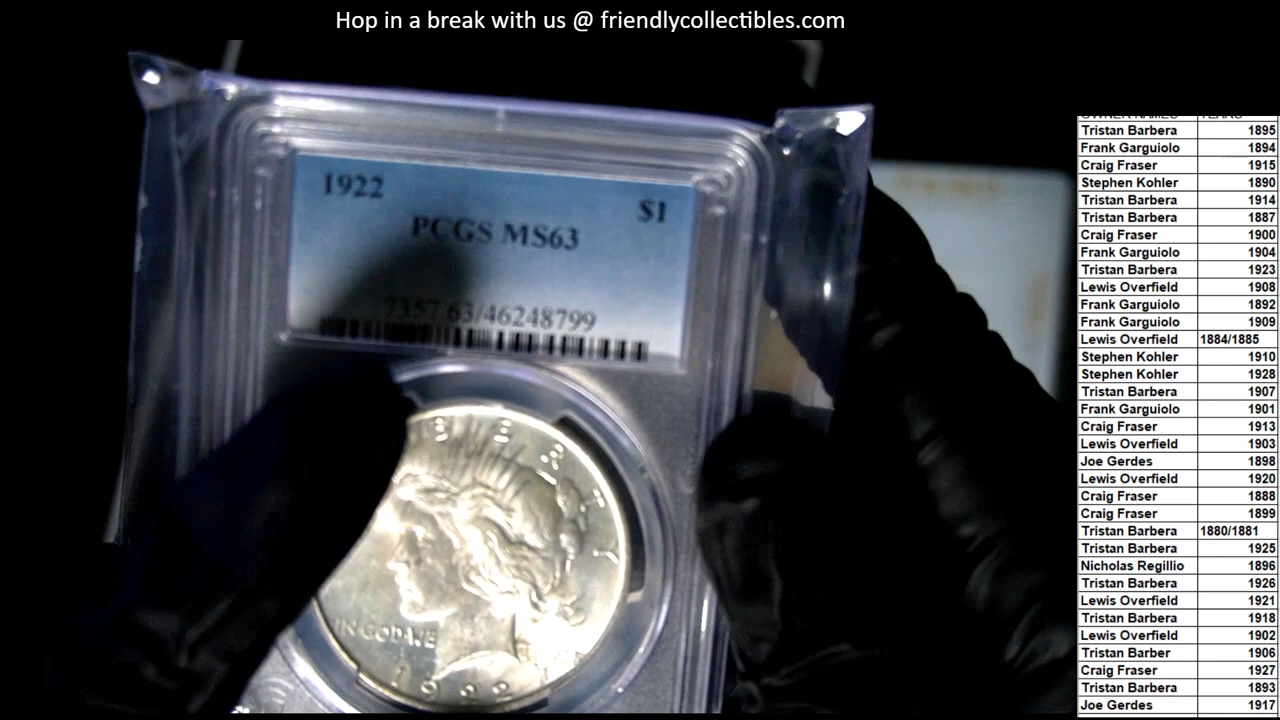 Hop in a break with us @ friendlycollectibles.com
1922
$1
PCGS MS63
7357.63/46248799
BERTY
IN GOD WE
1922
Tristan Barbera 1895
Frank Garguiolo 1894
Craig Fraser 1915
Stephen Kohler 1890
Tristan Barbera 1914
Tristan Barbera 1887
Craig Fraser 1900
Frank Garguiolo 1904
Tristan Barbera 1923
Lewis Overfield 1908
Frank Garguiolo 1892
Frank Garguiolo 1909
Lewis Overfield 1884/1885
Stephen Kohler 1910
Stephen Kohler 1928
Tristan Barbera 1907
Frank Garguiolo 1901
Craig Fraser 1913
Lewis Overfield 1903
Joe Gerdes 1898
Lewis Overfield 1920
Craig Fraser 1888
Craig Fraser 1899
Tristan Barbera 1880/1881
Tristan Barbera 1925
Nicholas Regillio 1896
Tristan Barbera 1926
Lewis Overfield 1921
Tristan Barbera 1918
Lewis Overfield 1902
Tristan Barber 1906
Craig Fraser 1927
Tristan Barbera 1893
Joe Gerdes 1917